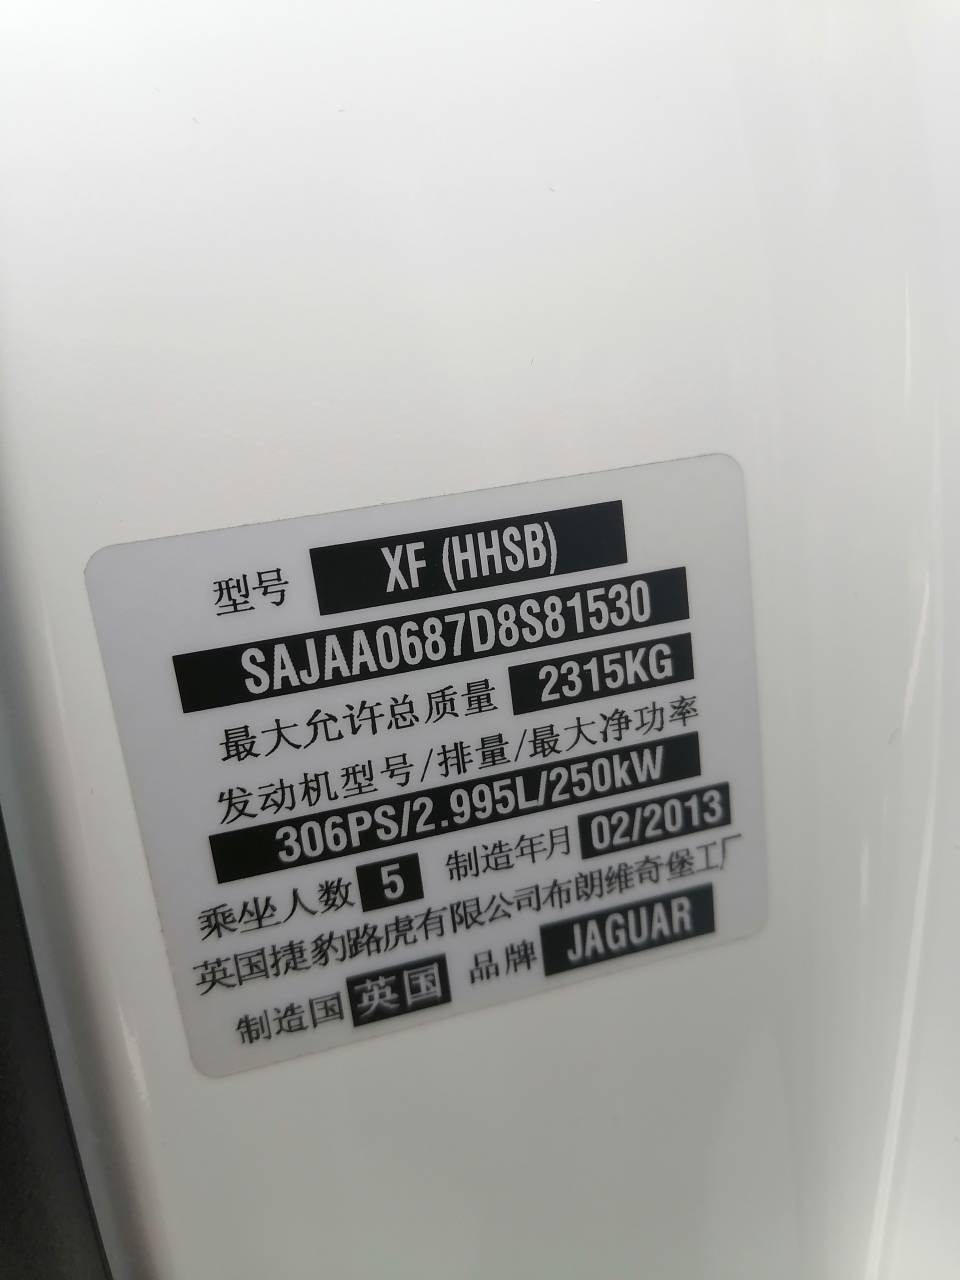 型号 XF (HHSB)
SAJAA0687D8S81530
最大允许总质量 2315KG
发动机型号/排量/最大净功率
306PS/2.995L/250kW
乘坐人数 5 制造年月 02/2013
英国捷豹路虎有限公司布朗维奇堡工厂
制造国 英国 品牌 JAGUAR